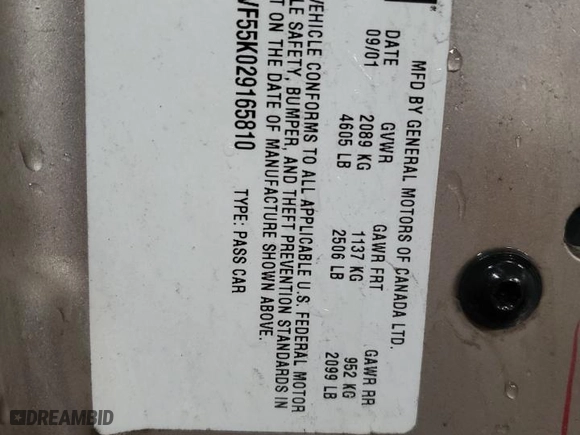 MFD BY GENERAL MOTORS OF CANADA LTD.
DATE GVWR GAWR FRT GAWR RR
09/01 2089 KG 1137 KG 952 KG
4605 LB 2506 LB 2099 LB
VEHICLE CONFORMS TO ALL APPLICABLE U.S. FEDERAL MOTOR
LE SAFETY, BUMPER, AND THEFT PREVENTION STANDARDS IN
T ON THE DATE OF MANUFACTURE SHOWN ABOVE.
VF55K029165810 TYPE: PASS CAR
DREAMBID